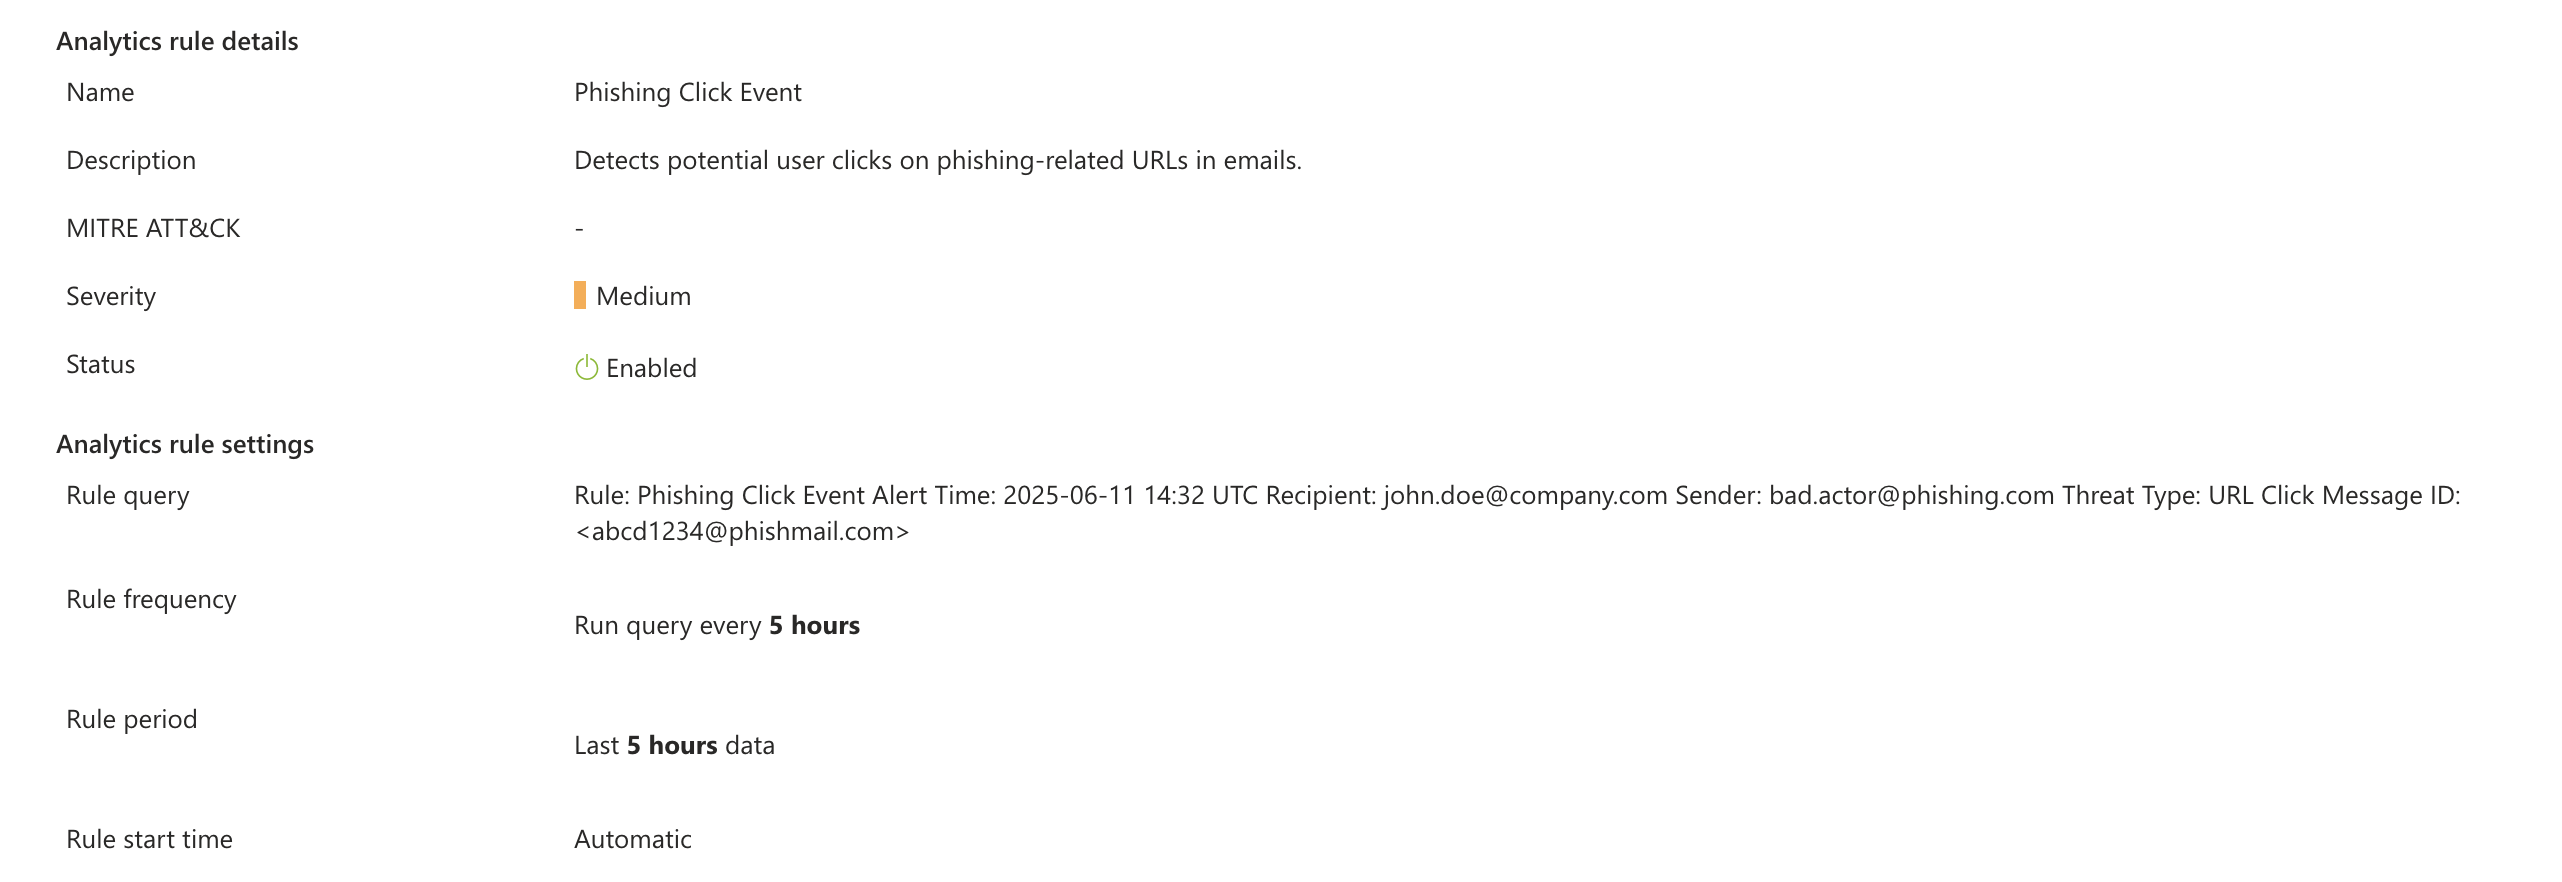 Analytics rule details
Name
Phishing Click Event
Description
Detects potential user clicks on phishing-related URLs in emails.
MITRE ATT&CK
-
Severity
Medium
Status
Enabled
Analytics rule settings
Rule query
Rule: Phishing Click Event Alert Time: 2025-06-11 14:32 UTC Recipient: john.doe@company.com Sender: bad.actor@phishing.com Threat Type: URL Click Message ID:
<abcd1234@phishmail.com>
Rule frequency
Run query every 5 hours
Rule period
Last 5 hours data
Rule start time
Automatic